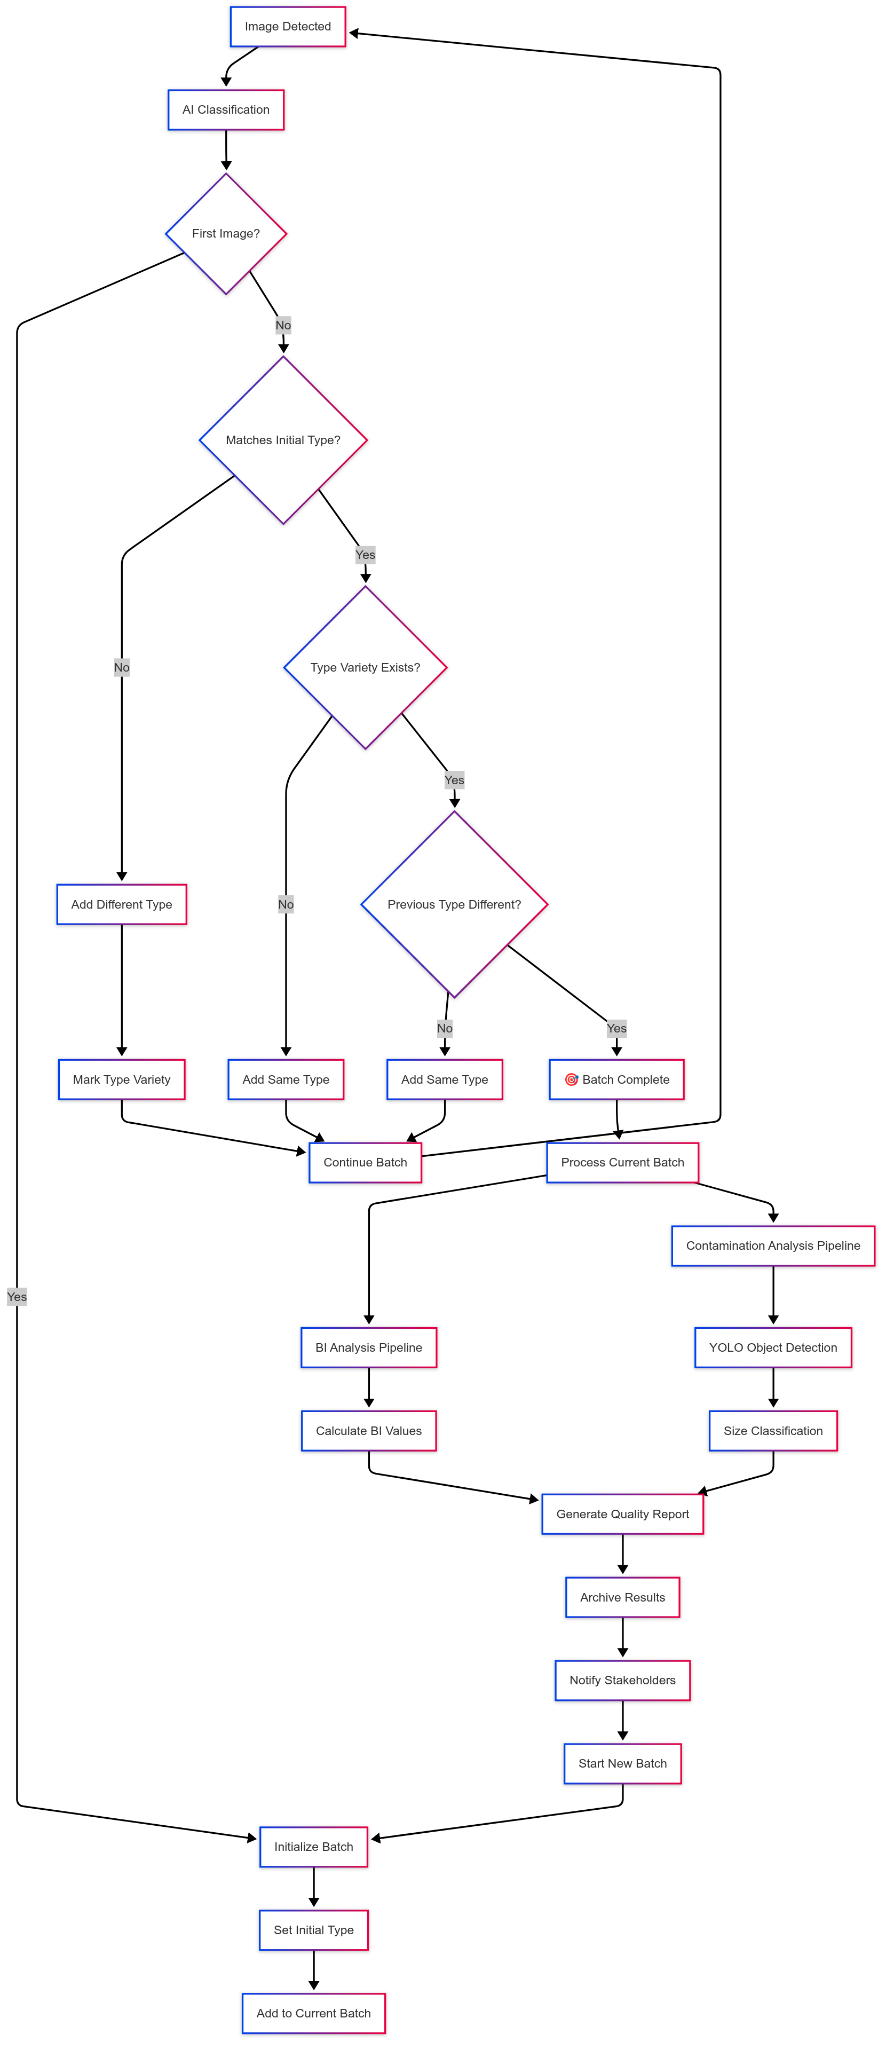 Image Detected
AI Classification
First Image?
No
Matches Initial Type?
Yes
No
Type Variety Exists?
Yes
No
Previous Type Different?
Add Different Type
No
Yes
Mark Type Variety
Add Same Type
Add Same Type
🎯 Batch Complete
Continue Batch
Process Current Batch
Contamination Analysis Pipeline
Yes
BI Analysis Pipeline
YOLO Object Detection
Calculate BI Values
Size Classification
Generate Quality Report
Archive Results
Notify Stakeholders
Start New Batch
Initialize Batch
Set Initial Type
Add to Current Batch